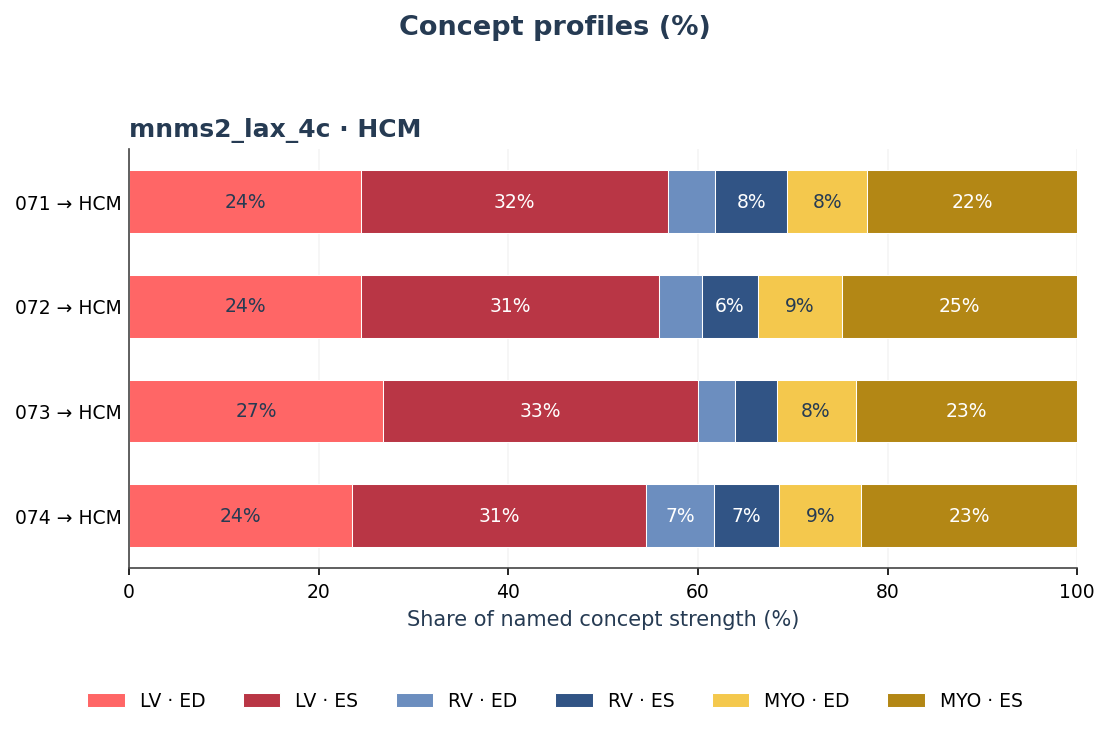 Concept profiles (%)
mnms2_lax_4c · HCM
071 → HCM 24% 32% 8% 8% 22%
072 → HCM 24% 31% 6% 9% 25%
073 → HCM 27% 33% 8% 23%
074 → HCM 24% 31% 7% 7% 9% 23%
0 20 40 60 80 100
Share of named concept strength (%)
LV · ED LV · ES RV · ED RV · ES MYO · ED MYO · ES